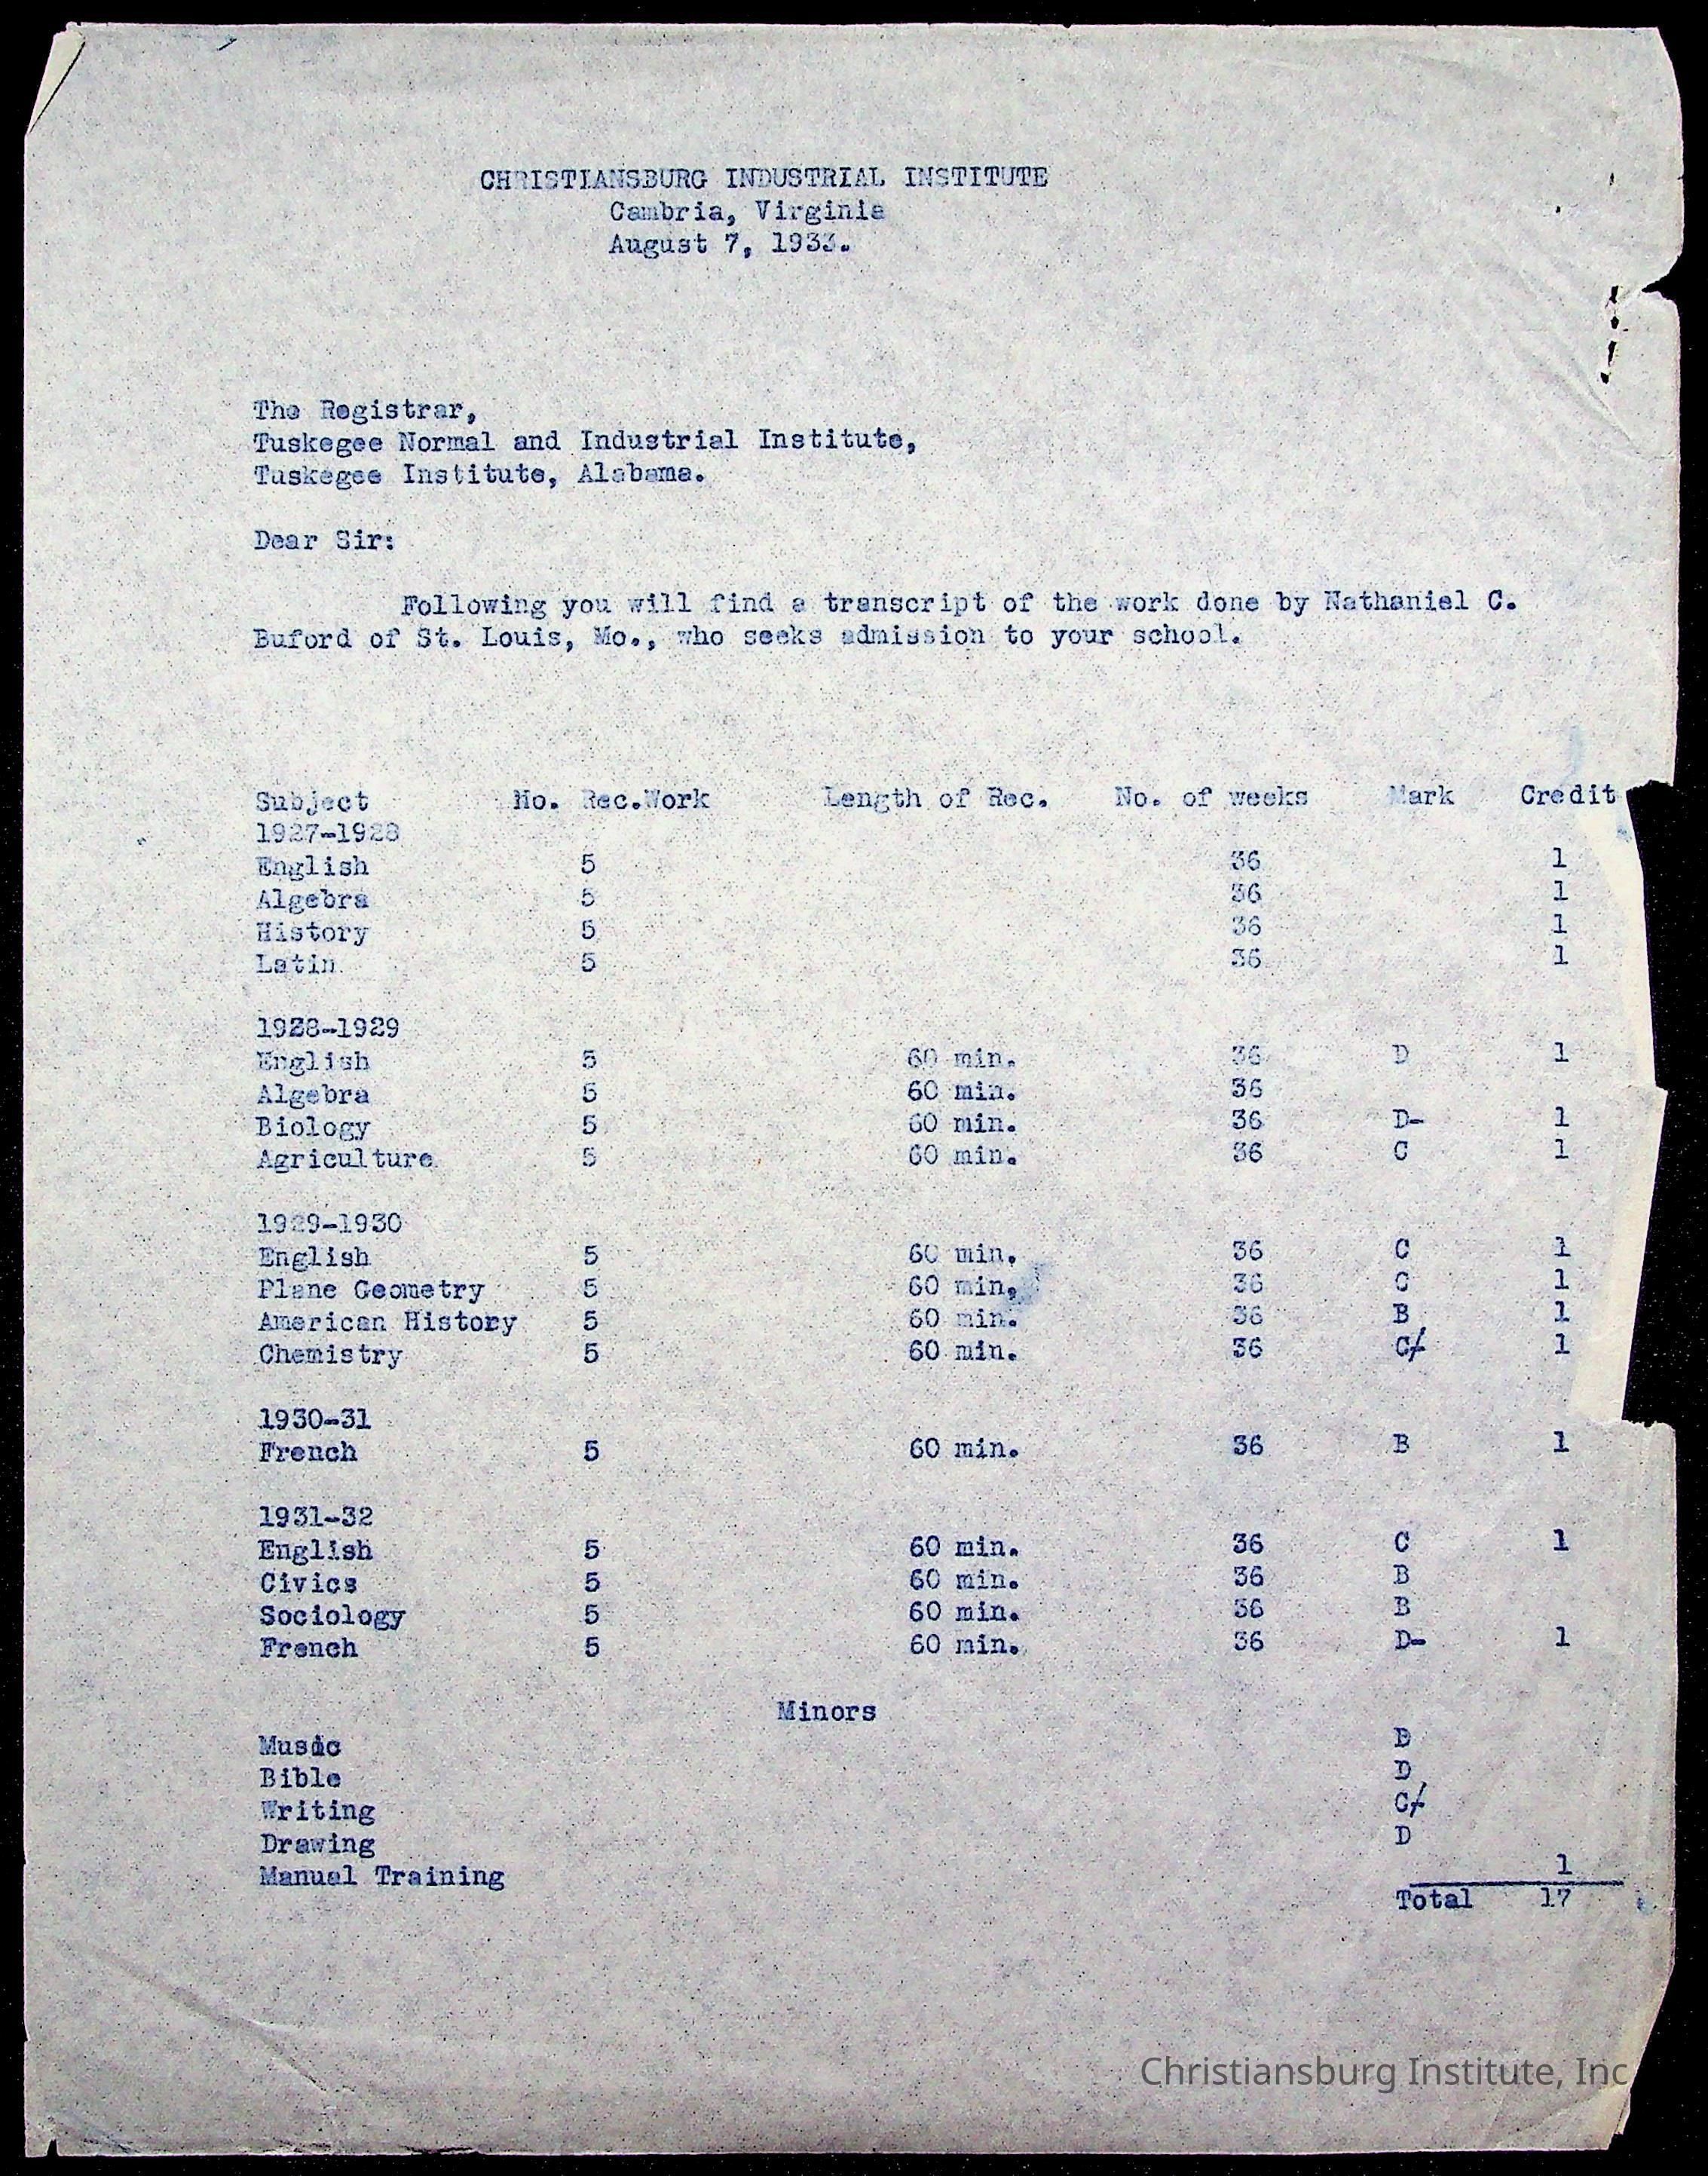 CHRISTIANSBURG INDUSTRIAL INSTITUTE
Cambria, Virginia
August 7, 1933.
The Registrar,
Tuskegee Normal and Industrial Institute,
Tuskegee Institute, Alabama.
Dear Sir:
Following you will find a transcript of the work done by Nathaniel C.
Buford of St. Louis, Mo., who seeks admission to your school.
Subject No. Rec.Work Length of Rec. No. of weeks Mark Credit
1927-1928
English 5 36 1
Algebra 5 36 1
History 5 36 1
Latin 5 36 1
1928-1929
English 5 60 min. 36 D 1
Algebra 5 60 min. 36
Biology 5 60 min. 36 D- 1
Agriculture 5 60 min. 36 C 1
1929-1930
English 5 60 min. 36 C 1
Plane Geometry 5 60 min. 36 C 1
American History 5 60 min. 36 B 1
Chemistry 5 60 min. 36 C/ 1
1930-31
French 5 60 min. 36 B 1
1931-32
English 5 60 min. 36 C 1
Civics 5 60 min. 36 B
Sociology 5 60 min. 36 B
French 5 60 min. 36 D- 1
Minors
Music D
Bible D
Writing C/
Drawing D
Manual Training 1
Total 17
Christiansburg Institute, Inc